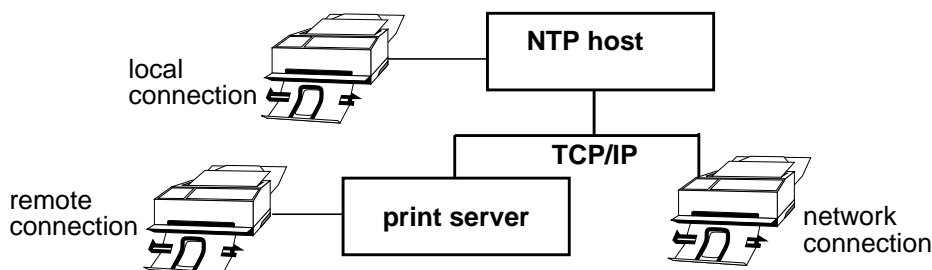 NTP host
local
connection
TCP/IP
remote
connection
print server
network
connection